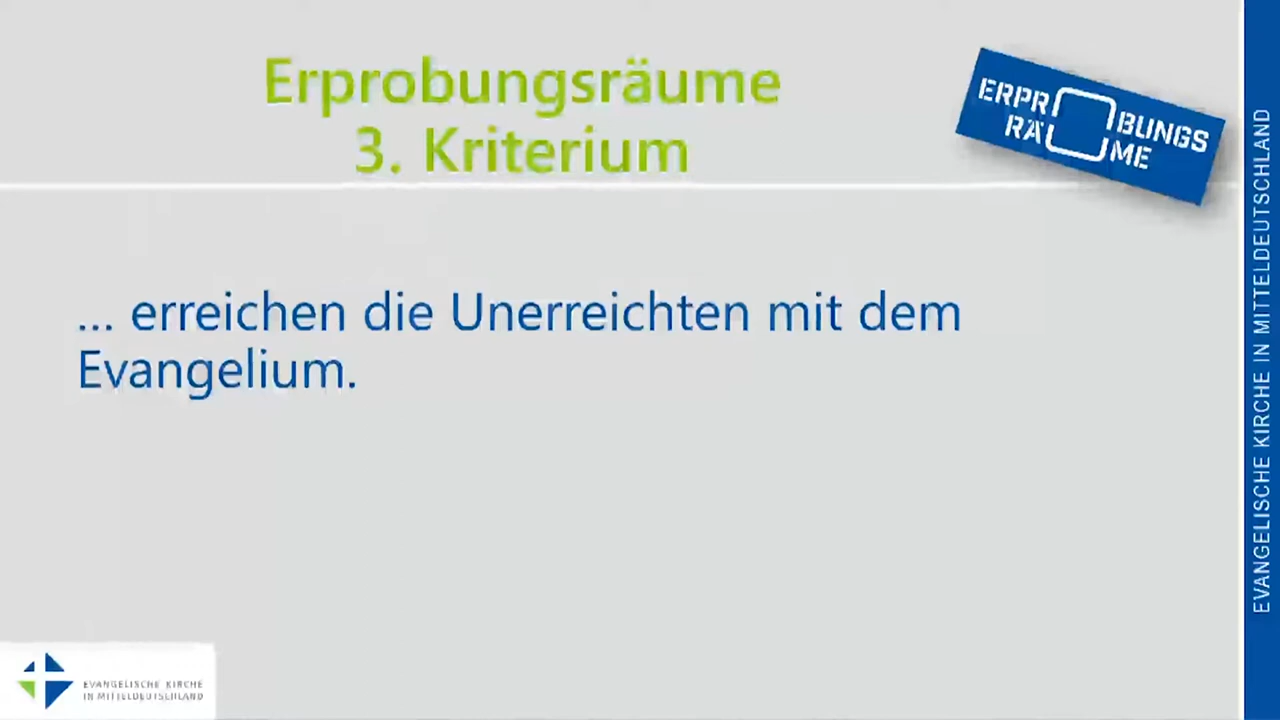 Erprobungsräume
3. Kriterium
ERPR BUNGS
RÄU ME
... erreichen die Unerreichten mit dem
Evangelium.
EVANGELISCHE KIRCHE IN MITTELDEUTSCHLAND
EVANGELISCHE KIRCHE
IN MITTELDEUTSCHLAND